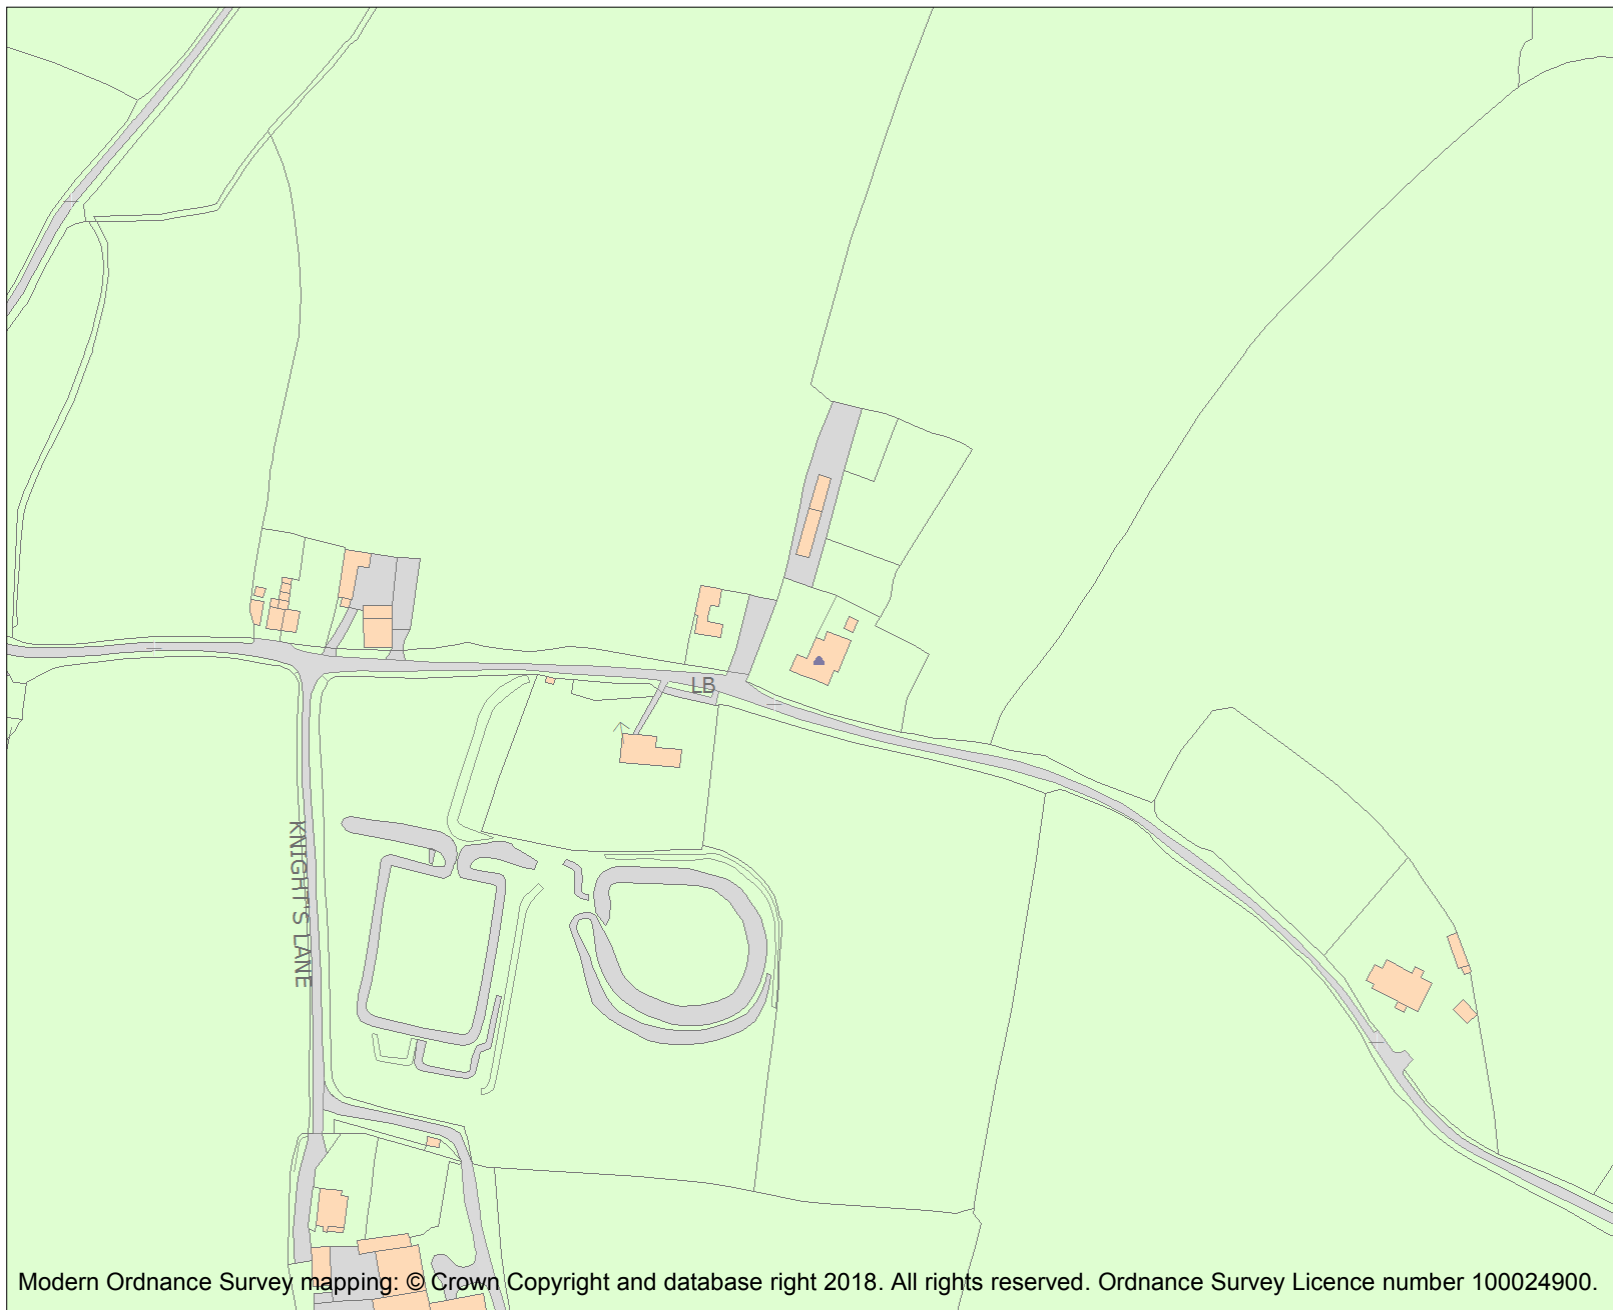 LB
KNIGHT'S LANE
Modern Ordnance Survey mapping: © Crown Copyright and database right 2018. All rights reserved. Ordnance Survey Licence number 100024900.